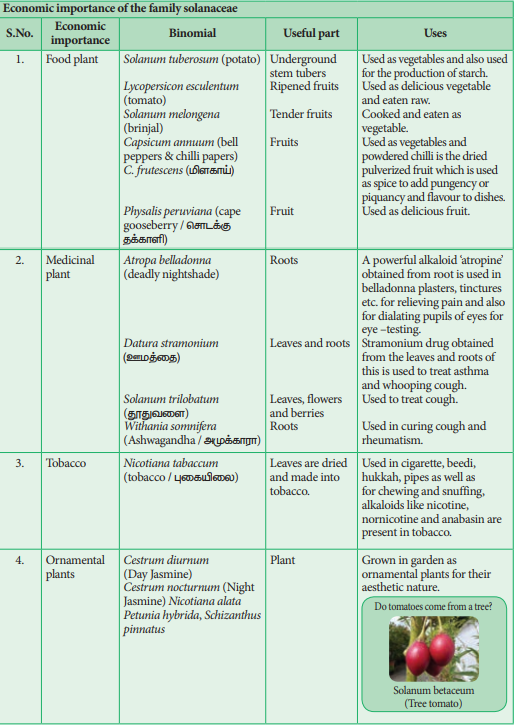 Economic importance of the family solanaceae
S.No.
Economic
importance
Binomial
Useful part
Uses
1.
Food plant
Solanum tuberosum (potato)
Underground
stem tubers
Used as vegetables and also used
for the production of starch.
Lycopersicon esculentum
(tomato)
Ripened fruits
Used as delicious vegetable
and eaten raw.
Solanum melongena
(brinjal)
Tender fruits
Cooked and eaten as
vegetable.
Capsicum annuum (bell
peppers & chilli papers)
C. frutescens (மிளகாய்)
Fruits
Used as vegetables and
powdered chilli is the dried
pulverized fruit which is used
as spice to add pungency or
piquancy and flavour to dishes.
Physalis peruviana (cape
gooseberry / சொடக்கு
தக்காளி)
Fruit
Used as delicious fruit.
2.
Medicinal
plant
Atropa belladonna
(deadly nightshade)
Roots
A powerful alkaloid ‘atropine’
obtained from root is used in
belladonna plasters, tinctures
etc. for relieving pain and also
for dialating pupils of eyes for
eye –testing.
Datura stramonium
(ஊமத்தை)
Leaves and roots
Stramonium drug obtained
from the leaves and roots of
this is used to treat asthma
and whooping cough.
Solanum trilobatum
(தூதுவளை)
Leaves, flowers
and berries
Used to treat cough.
Withania somnifera
(Ashwagandha / அமுக்காரா)
Roots
Used in curing cough and
rheumatism.
3.
Tobacco
Nicotiana tabaccum
(tobacco / புகையிலை)
Leaves are dried
and made into
tobacco.
Used in cigarette, beedi,
hukkah, pipes as well as
for chewing and snuffing,
alkaloids like nicotine,
nornicotine and anabasin are
present in tobacco.
4.
Ornamental
plants
Cestrum diurnum
(Day Jasmine)
Cestrum nocturnum (Night
Jasmine) Nicotiana alata
Petunia hybrida, Schizanthus
pinnatus
Plant
Grown in garden as
ornamental plants for their
aesthetic nature.
Do tomatoes come from a tree?
Solanum betaceum
(Tree tomato)